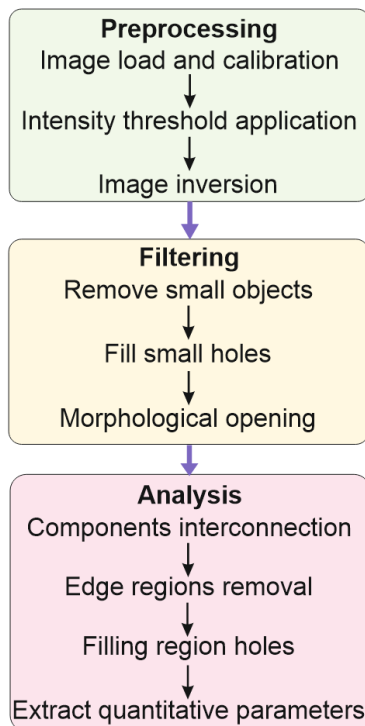 Preprocessing
Image load and calibration
Intensity threshold application
Image inversion
Filtering
Remove small objects
Fill small holes
Morphological opening
Analysis
Components interconnection
Edge regions removal
Filling region holes
Extract quantitative parameters